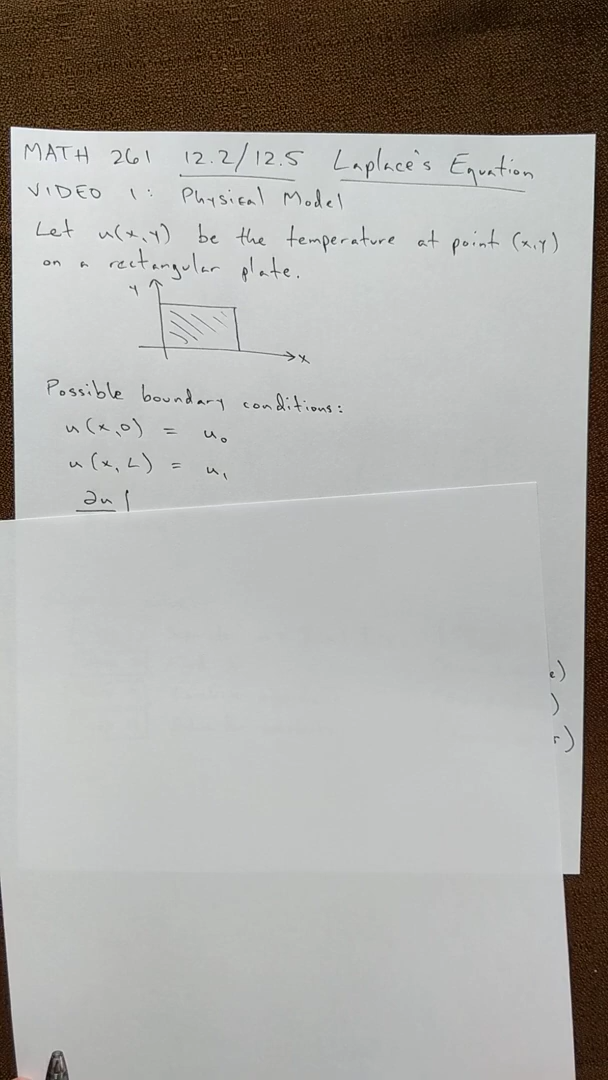 MATH 261 12.2/12.5 Laplace's Equation
VIDEO 1: Physical Model
Let u(x,y) be the temperature at point (x,y)
on a rectangular plate.
y
x
Possible boundary conditions:
u(x,0) = u₀
u(x,L) = u₁
∂u |
e)
)
r)